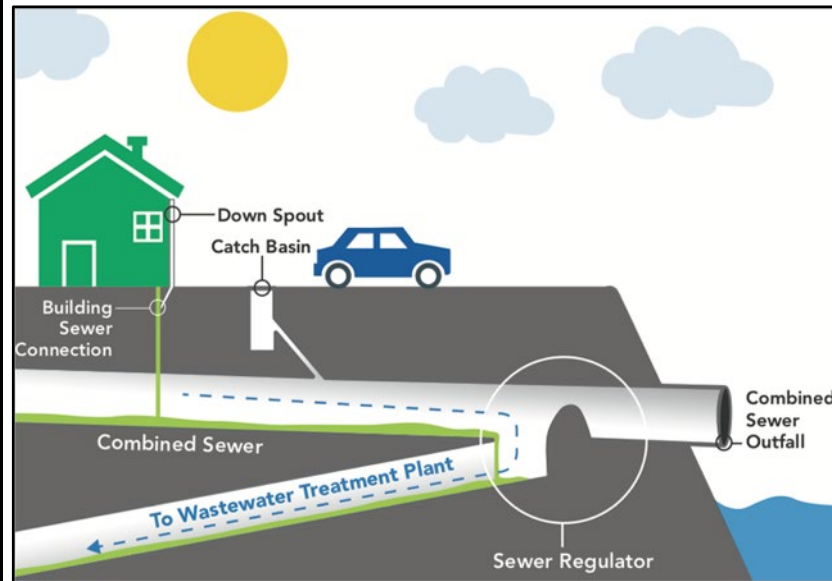 Down Spout
Catch Basin
Building
Sewer
Connection
Combined
Sewer
Outfall
Combined Sewer
To Wastewater Treatment Plant
Sewer Regulator